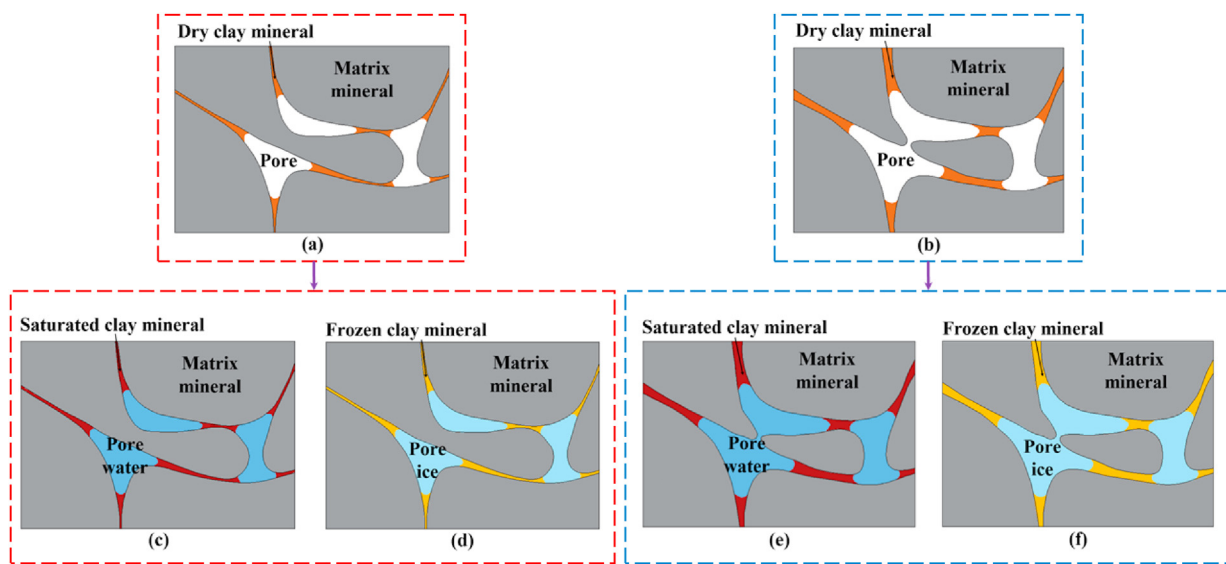 Dry clay mineral
Matrix
mineral
Pore
(a)
Dry clay mineral
Matrix
mineral
Pore
(b)
Saturated clay mineral
Matrix
mineral
Pore
water
(c)
Frozen clay mineral
Matrix
mineral
Pore
ice
(d)
Saturated clay mineral
Matrix
mineral
Pore
water
(e)
Frozen clay mineral
Matrix
mineral
Pore
ice
(f)